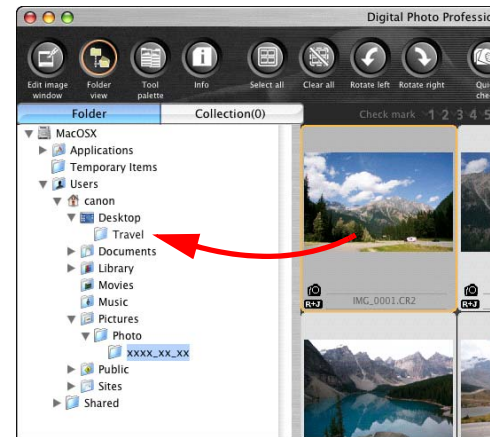 Digital Photo Professio
Edit image window
Folder view
Tool palette
Info
Select all
Clear all
Rotate left
Rotate right
Qui
che
Folder
Collection(0)
Check mark
1 2 3 4 5
MacOSX
Applications
Temporary Items
Users
canon
Desktop
Travel
Documents
Library
Movies
Music
Pictures
Photo
xxxx_xx_xx
Public
Sites
Shared
R+J
IMG_0001.CR2
R+J